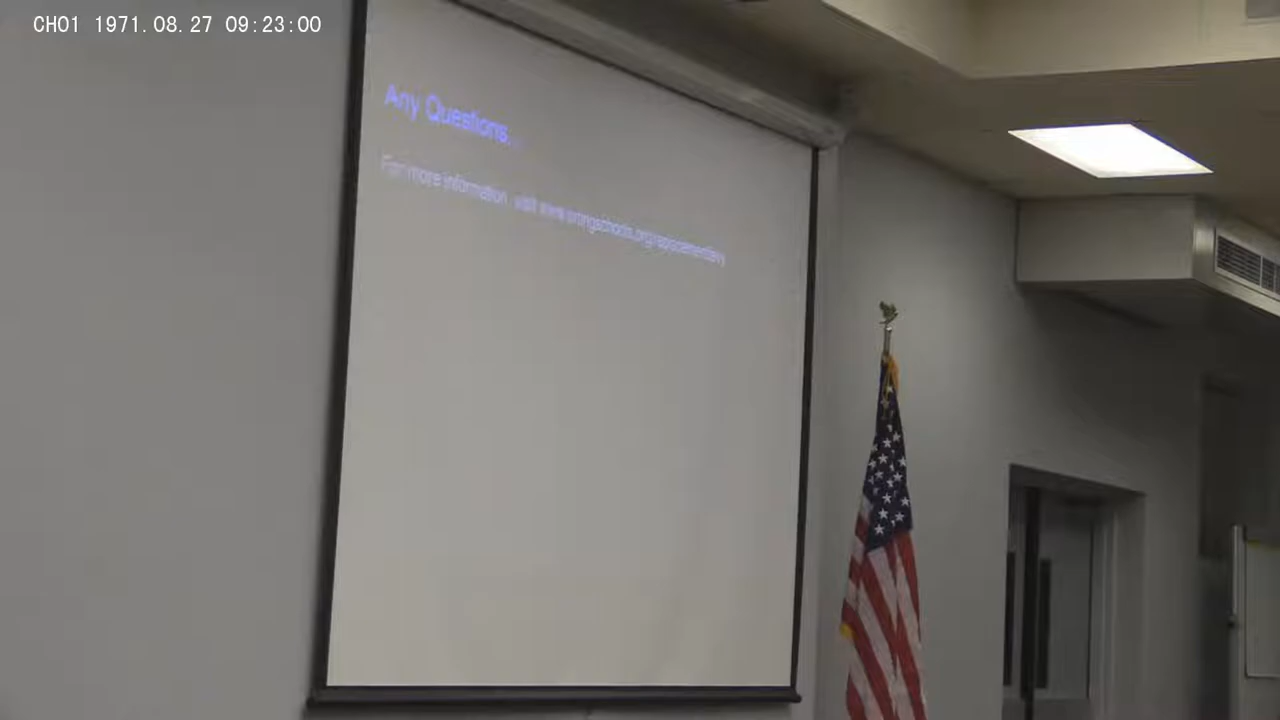 CH01 1971.08.27 09:23:00
Any Questions...
For more information visit